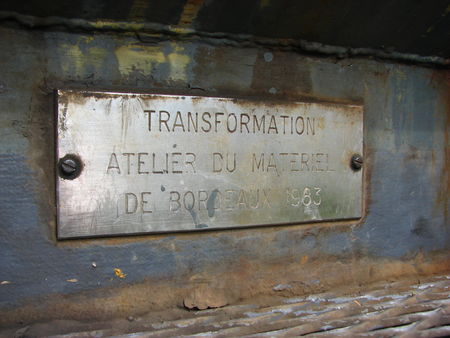 TRANSFORMATION
ATELIER DU MATERIEL
DE BORDEAUX 1963